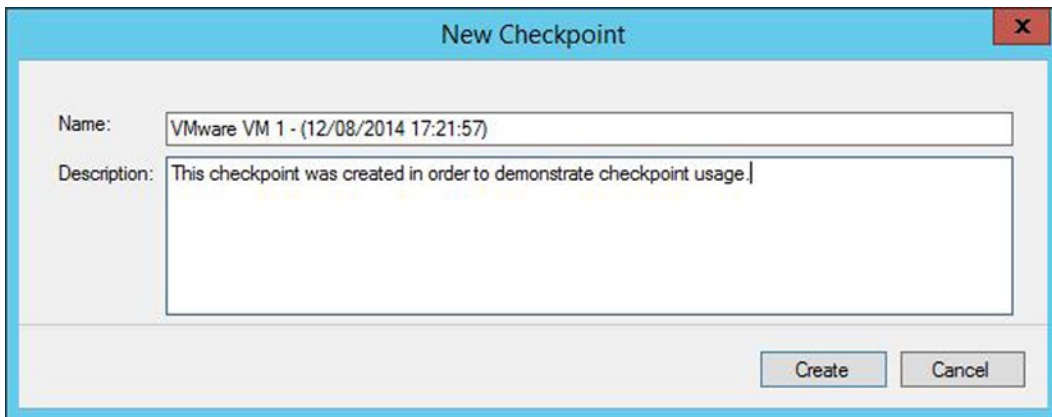 New Checkpoint
x
Name: VMware VM 1 - (12/08/2014 17:21:57)
Description: This checkpoint was created in order to demonstrate checkpoint usage.
Create Cancel